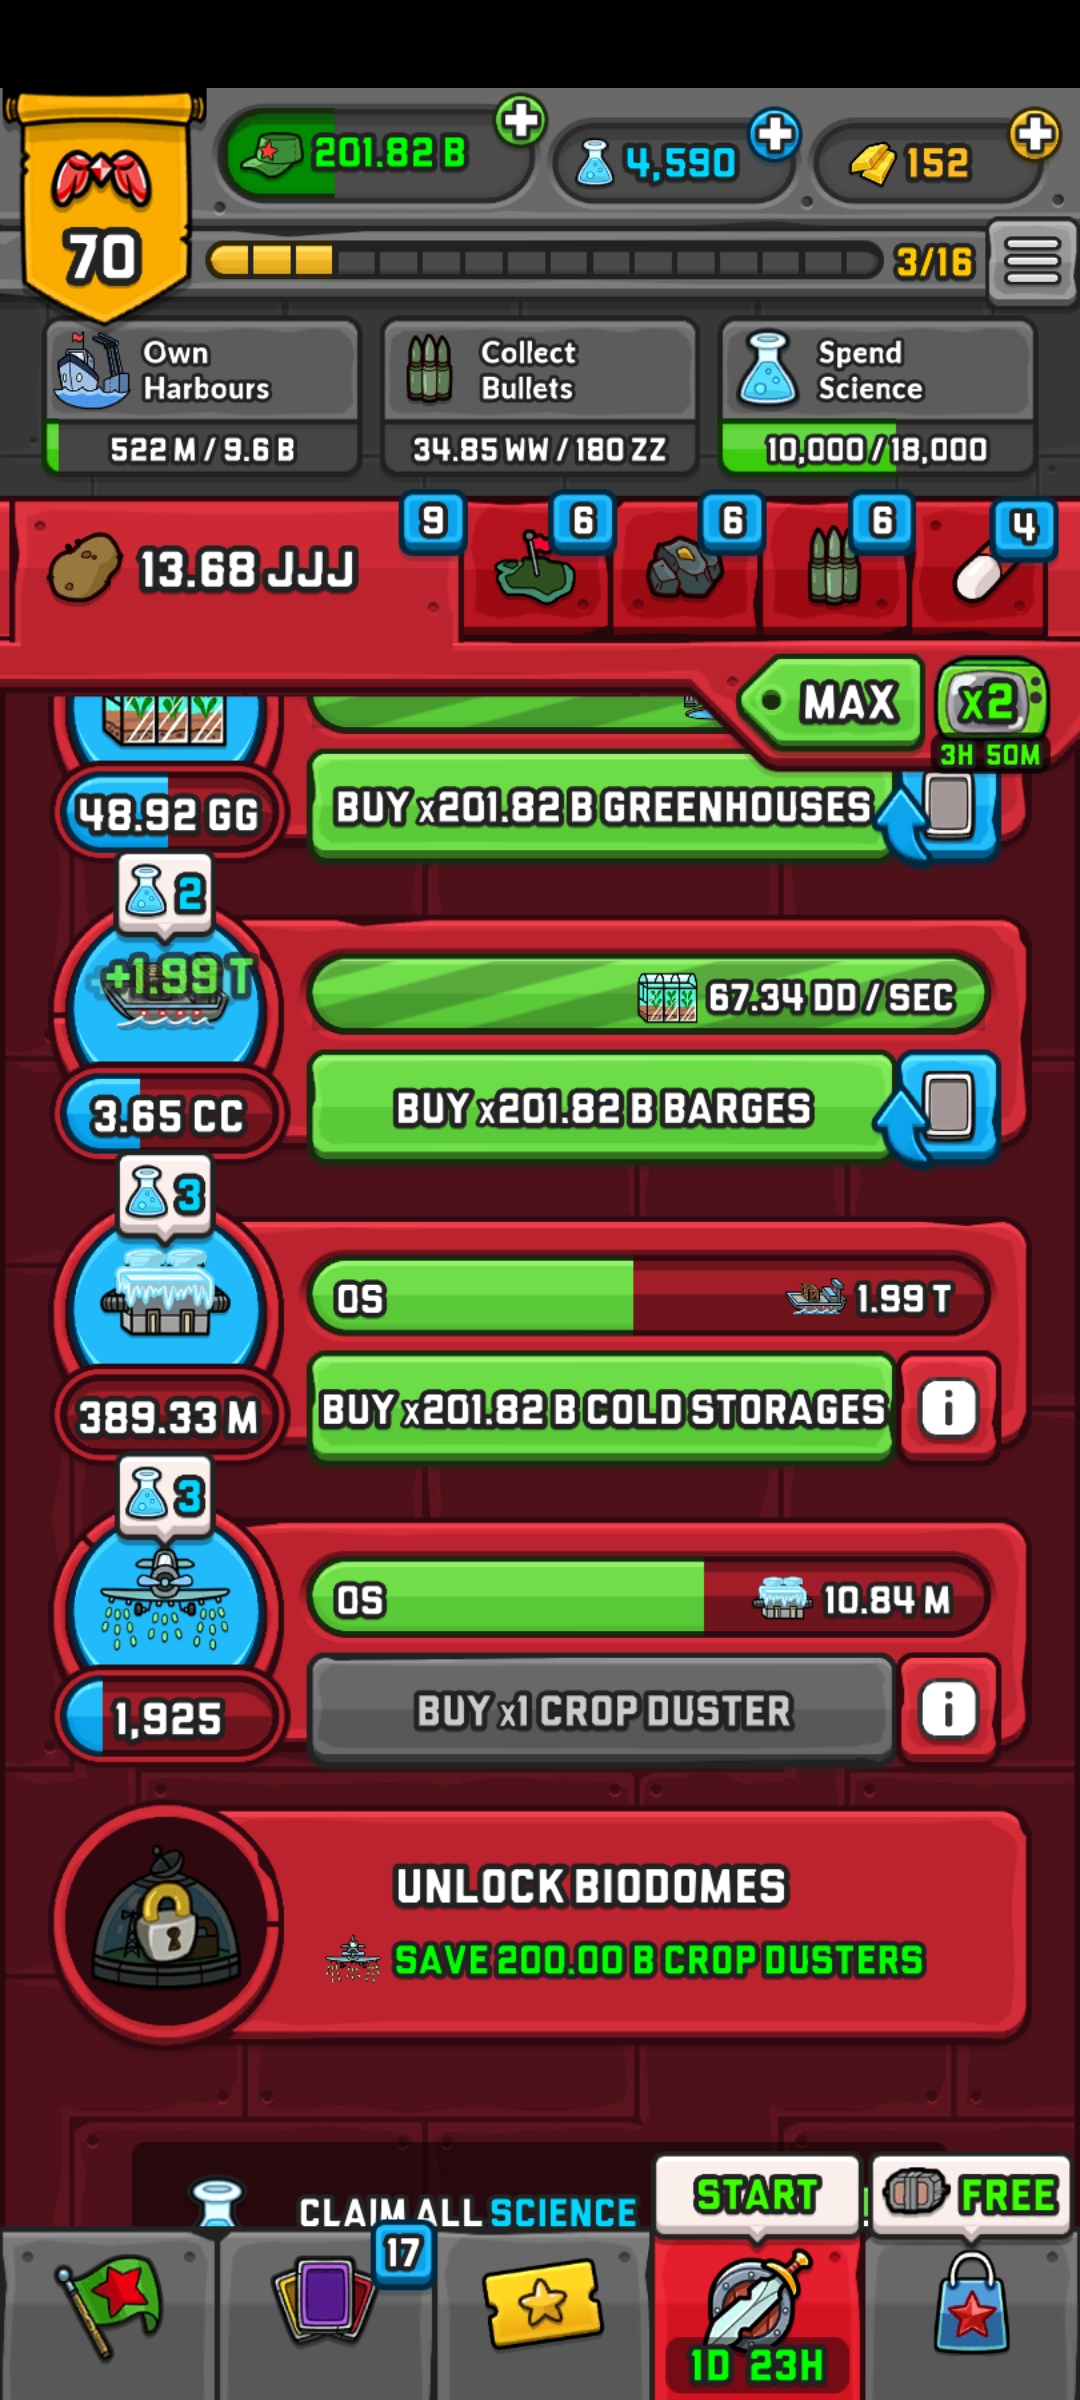 201.82 B
4,590
152
70
3/16
Own
Harbours
522 M / 9.6 B
Collect
Bullets
34.85 WW / 180 ZZ
Spend
Science
10,000 / 18,000
13.68 JJJ
9
6
6
6
4
MAX
x2
3H 50M
48.92 GG
BUY x201.82 B GREENHOUSES
2
+1.99 T
67.34 DD / SEC
3.65 CC
BUY x201.82 B BARGES
3
0S
1.99 T
389.33 M
BUY x201.82 B COLD STORAGES
i
3
0S
10.84 M
1,925
BUY x1 CROP DUSTER
i
UNLOCK BIODOMES
SAVE 200.00 B CROP DUSTERS
CLAIM ALL SCIENCE
START
FREE
17
1D 23H